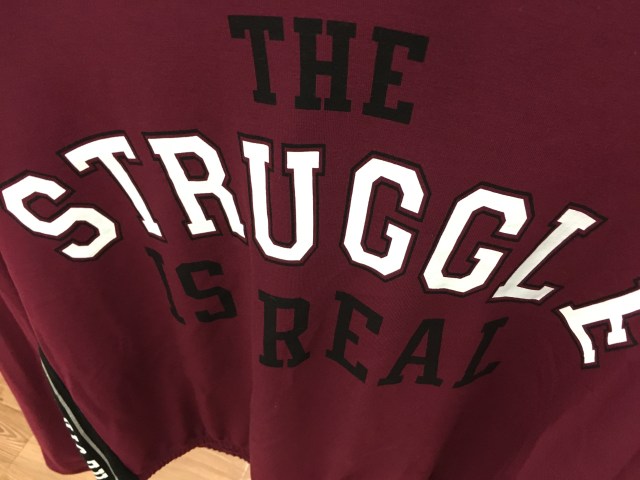 THE
STRUGGLE
IS REAL